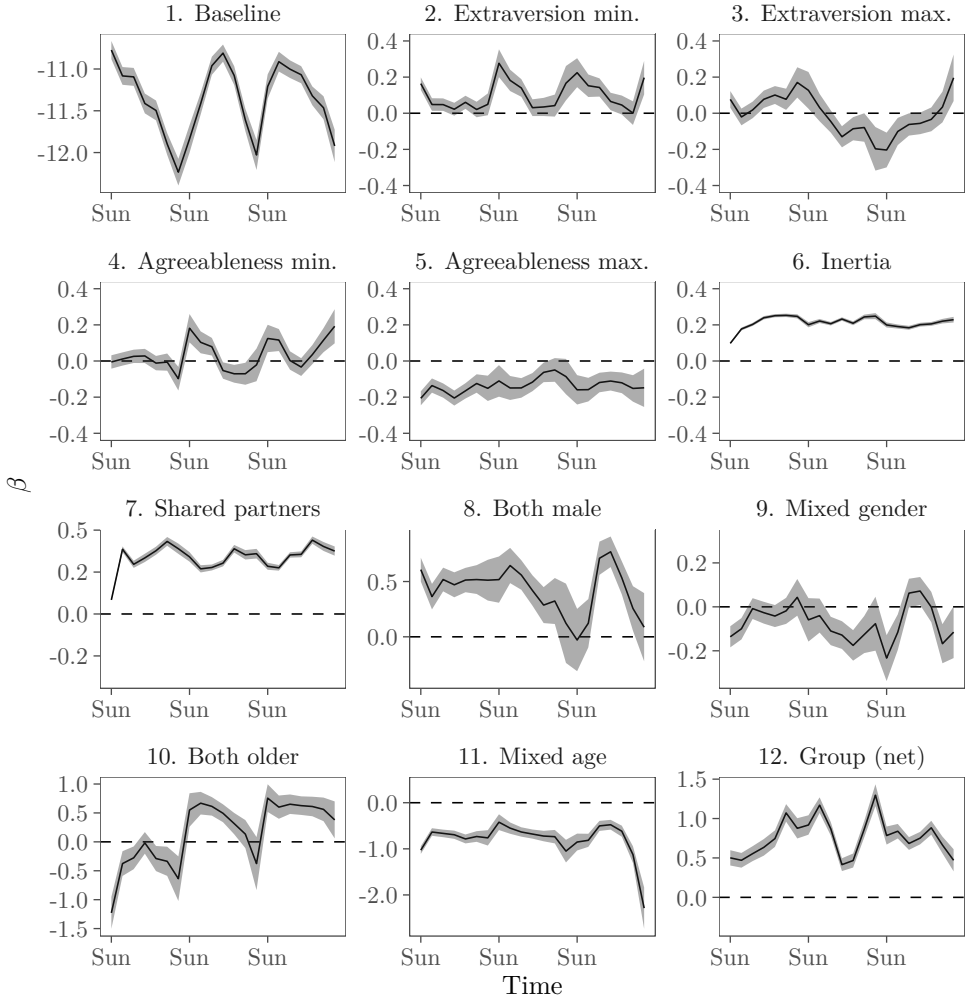 1. Baseline
2. Extraversion min.
3. Extraversion max.
-11.0
-11.5
-12.0
0.4
0.2
0.0
-0.2
-0.4
0.4
0.2
0.0
-0.2
-0.4
Sun Sun Sun
Sun Sun Sun
Sun Sun Sun
4. Agreeableness min.
5. Agreeableness max.
6. Inertia
0.4
0.2
0.0
-0.2
-0.4
0.4
0.2
0.0
-0.2
-0.4
0.4
0.2
0.0
-0.2
-0.4
Sun Sun Sun
Sun Sun Sun
Sun Sun Sun
β
7. Shared partners
8. Both male
9. Mixed gender
0.5
0.2
0.0
-0.2
0.5
0.0
0.2
0.0
-0.2
Sun Sun Sun
Sun Sun Sun
Sun Sun Sun
10. Both older
11. Mixed age
12. Group (net)
1.0
0.5
0.0
-0.5
-1.0
-1.5
0.0
-1.0
-2.0
1.5
1.0
0.5
0.0
Sun Sun Sun
Sun Sun Sun
Sun Sun Sun
Time